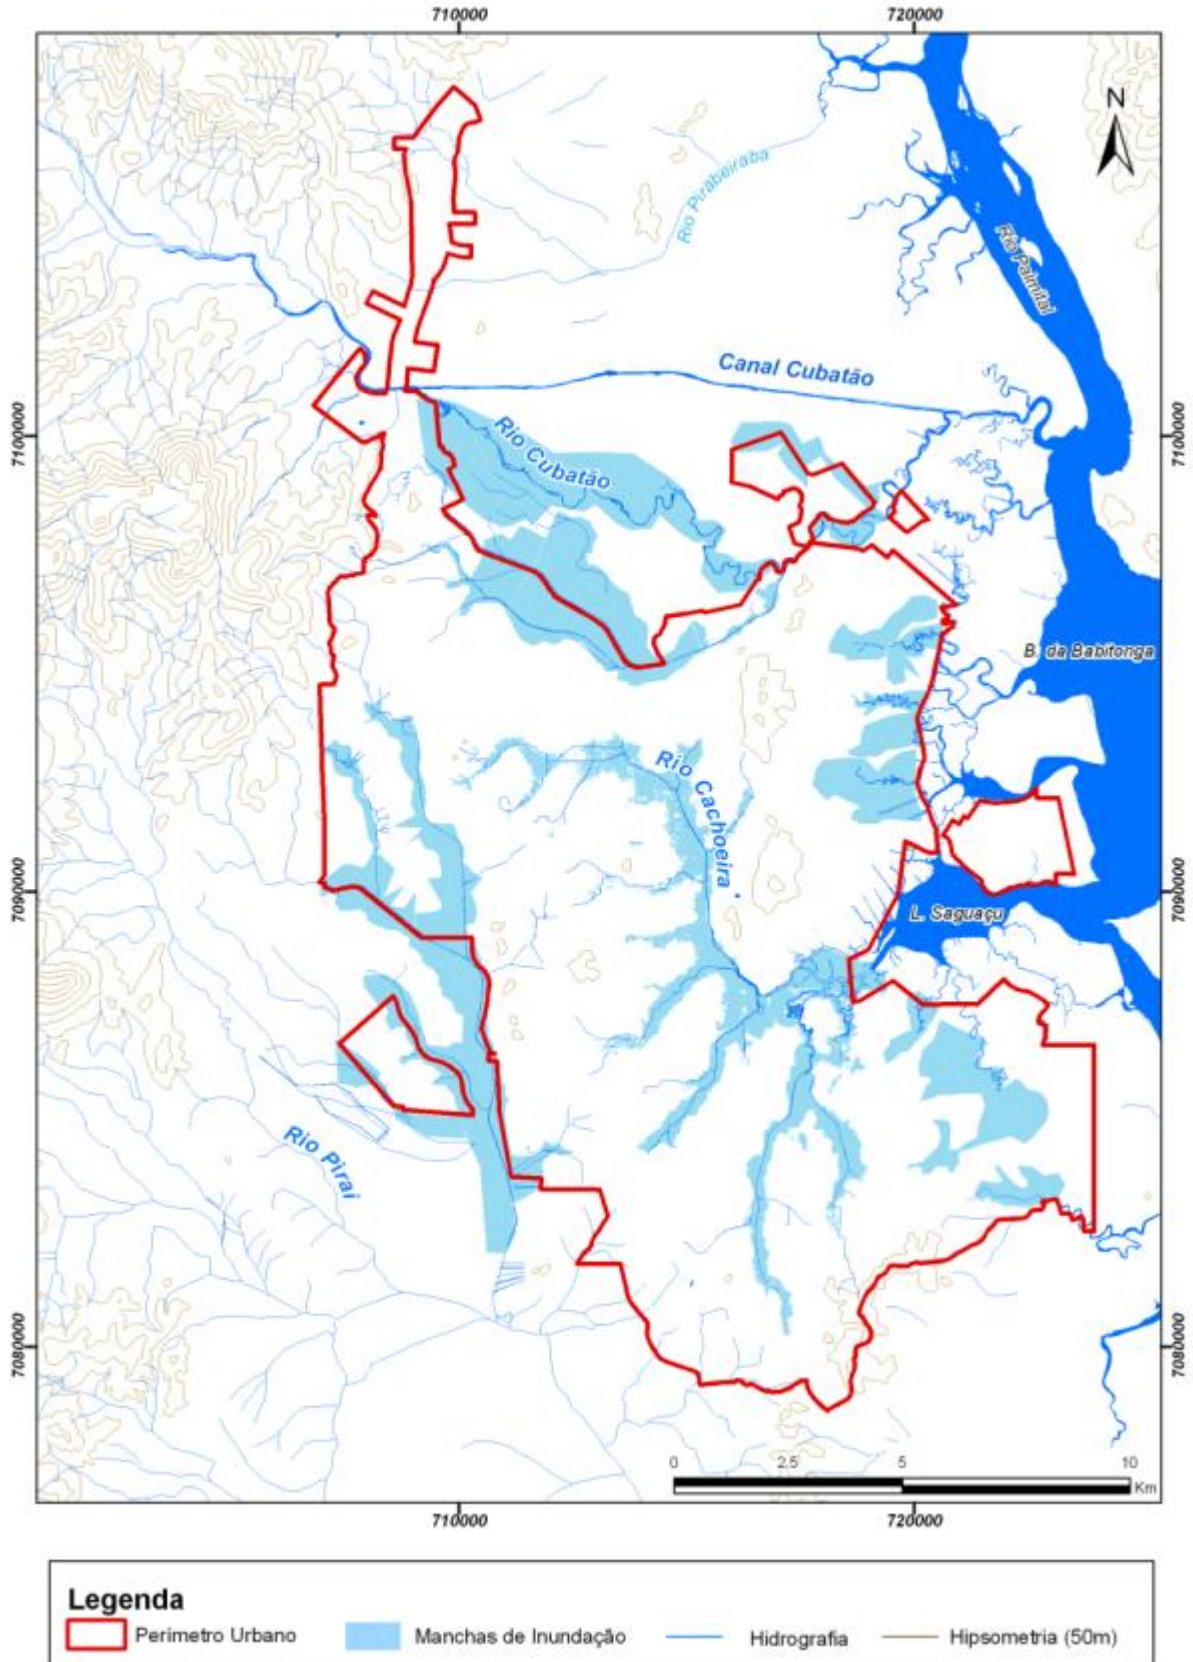 710000
720000
N
Rio Pirabeiraba
Rio Palmital
Canal Cubatão
7100000
7100000
Rio Cubatão
B. da Babitonga
Rio Cachoeira
7090000
7090000
L. Saguaçu
Rio Pirai
7080000
7080000
0 2,5 5 10
Km
710000
720000
Legenda
Perimetro Urbano
Manchas de Inundação
Hidrografia
Hipsometria (50m)